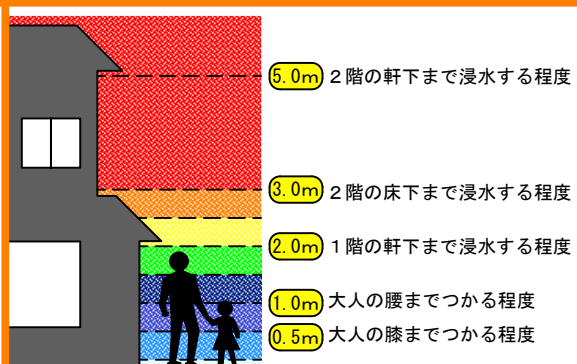 5.0m ２階の軒下まで浸水する程度
3.0m ２階の床下まで浸水する程度
2.0m １階の軒下まで浸水する程度
1.0m 大人の腰までつかる程度
0.5m 大人の膝までつかる程度